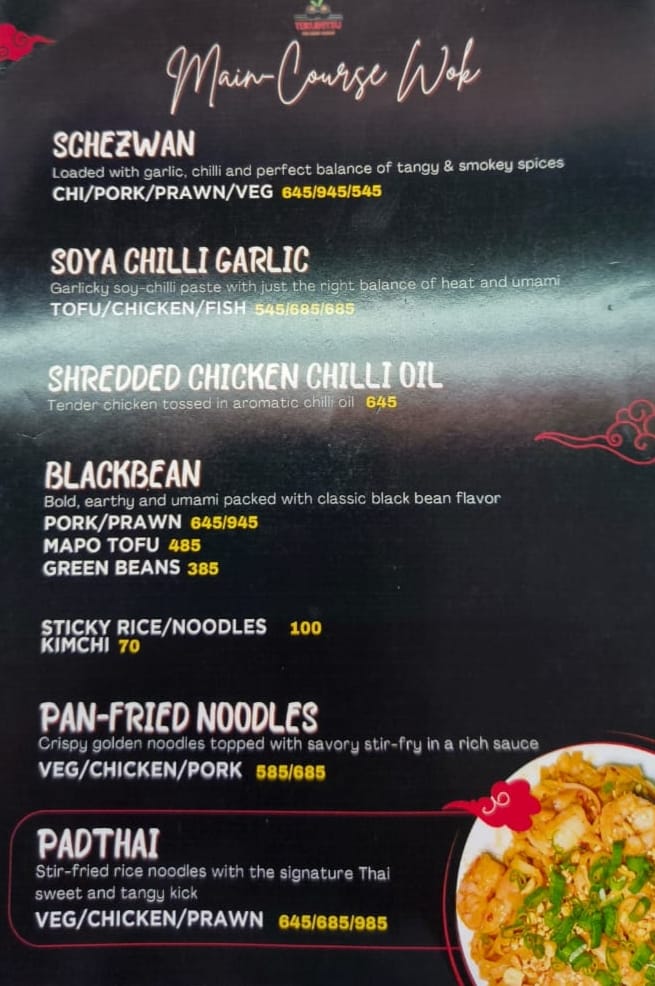 Main-Course Wok
SCHEZWAN
Loaded with garlic, chilli and perfect balance of tangy & smokey spices
CHI/PORK/PRAWN/VEG 645/945/545
SOYA CHILLI GARLIC
Garlicky soy-chilli paste with just the right balance of heat and umami
TOFU/CHICKEN/FISH 545/685/685
SHREDDED CHICKEN CHILLI OIL
Tender chicken tossed in aromatic chilli oil 645
BLACKBEAN
Bold, earthy and umami packed with classic black bean flavor
PORK/PRAWN 645/945
MAPO TOFU 485
GREEN BEANS 385
STICKY RICE/NOODLES 100
KIMCHI 70
PAN-FRIED NOODLES
Crispy golden noodles topped with savory stir-fry in a rich sauce
VEG/CHICKEN/PORK 585/685
PADTHAI
Stir-fried rice noodles with the signature Thai
sweet and tangy kick
VEG/CHICKEN/PRAWN 645/685/985